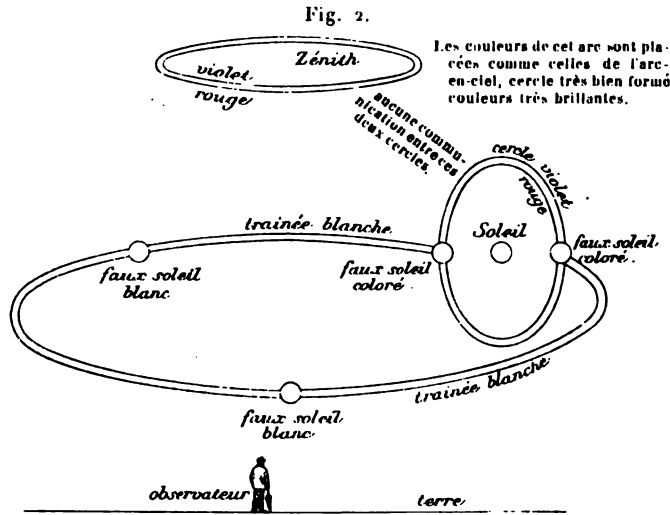 Fig. 2.
Les couleurs de cet arc sont pla-
cées comme celles de l'arc-
en-ciel, cercle très bien formé
couleurs très brillantes.
Zénith
violet
rouge
aucune commu-
nication entre ces
deux cercles.
cercle violet
rouge
Soleil
trainée blanche
faux soleil
blanc
faux soleil
coloré
faux soleil
coloré.
trainée blanche
faux soleil
blanc
observateur
terre